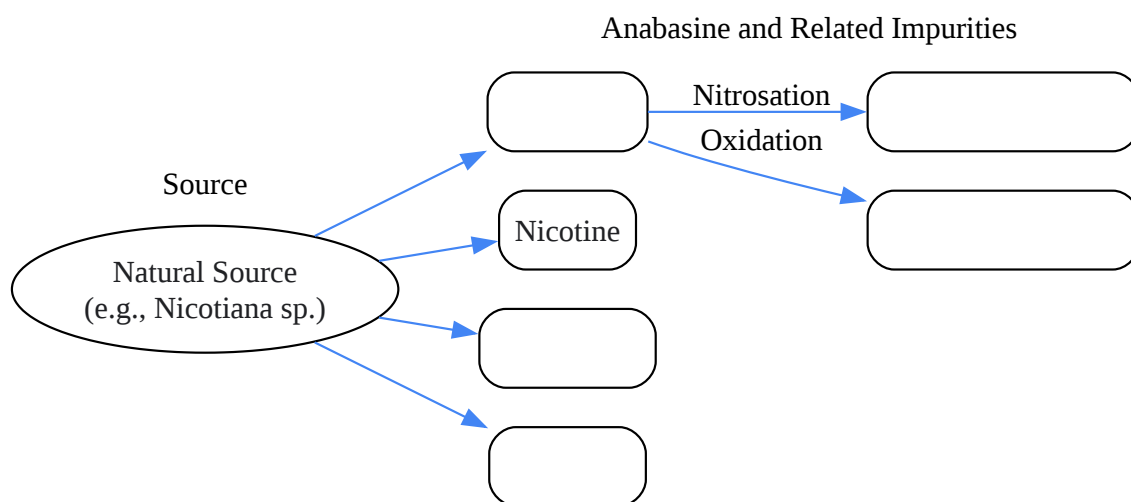 Anabasine and Related Impurities
Nitrosation
Oxidation
Source
Nicotine
Natural Source
(e.g., Nicotiana sp.)